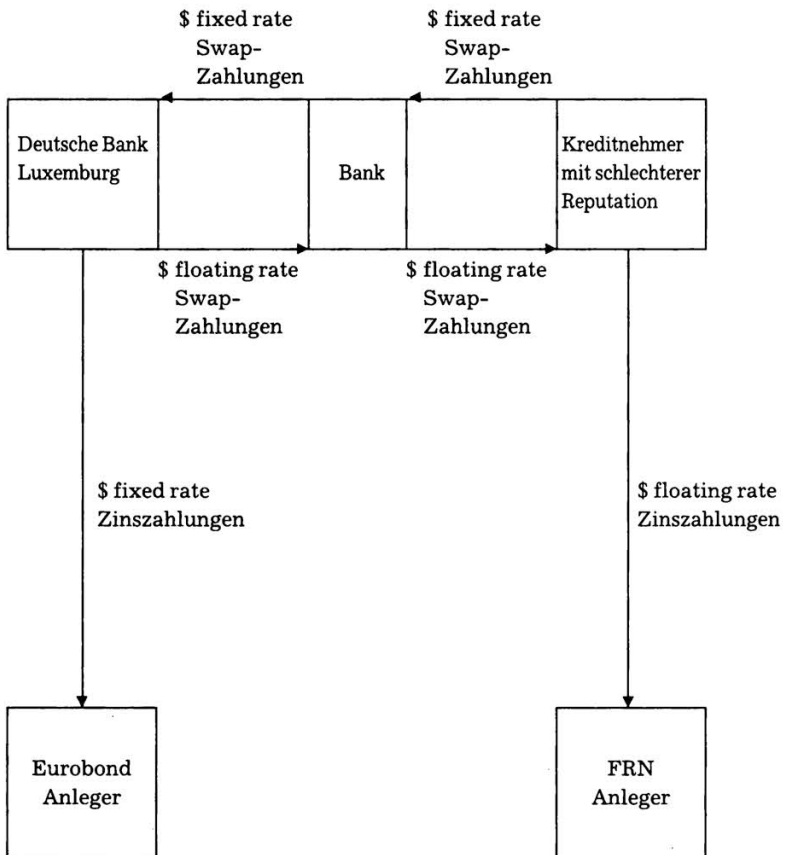 $ fixed rate
Swap-
Zahlungen
$ fixed rate
Swap-
Zahlungen
Deutsche Bank
Luxemburg
Bank
Kreditnehmer
mit schlechterer
Reputation
$ floating rate
Swap-
Zahlungen
$ floating rate
Swap-
Zahlungen
$ fixed rate
Zinszahlungen
$ floating rate
Zinszahlungen
Eurobond
Anleger
FRN
Anleger